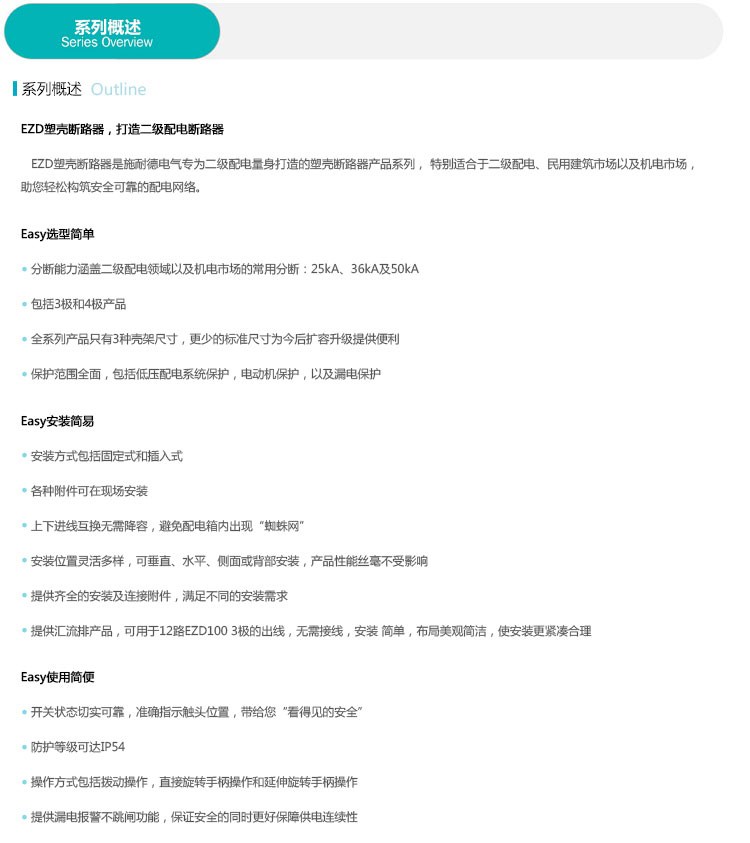 系列概述
Series Overview
系列概述 Outline
EZD塑壳断路器，打造二级配电断路器
EZD塑壳断路器是施耐德电气专为二级配电量身打造的塑壳断路器产品系列， 特别适合于二级配电、民用建筑市场以及机电市场，
助您轻松构筑安全可靠的配电网络。
Easy选型简单
• 分断能力涵盖二级配电领域以及机电市场的常用分断：25kA、36kA及50kA
• 包括3极和4极产品
• 全系列产品只有3种壳架尺寸，更少的标准尺寸为今后扩容升级提供便利
• 保护范围全面，包括低压配电系统保护，电动机保护，以及漏电保护
Easy安装简易
• 安装方式包括固定式和插入式
• 各种附件可在现场安装
• 上下进线互换无需降容，避免配电箱内出现“蜘蛛网”
• 安装位置灵活多样，可垂直、水平、侧面或背部安装，产品性能丝毫不受影响
• 提供齐全的安装及连接附件，满足不同的安装需求
• 提供汇流排产品，可用于12路EZD100 3极的出线，无需接线，安装 简单，布局美观简洁，使安装更紧凑合理
Easy使用简便
• 开关状态切实可靠，准确指示触头位置，带给您“看得见的安全”
• 防护等级可达IP54
• 操作方式包括拨动操作，直接旋转手柄操作和延伸旋转手柄操作
• 提供漏电报警不跳闸功能，保证安全的同时更好保障供电连续性